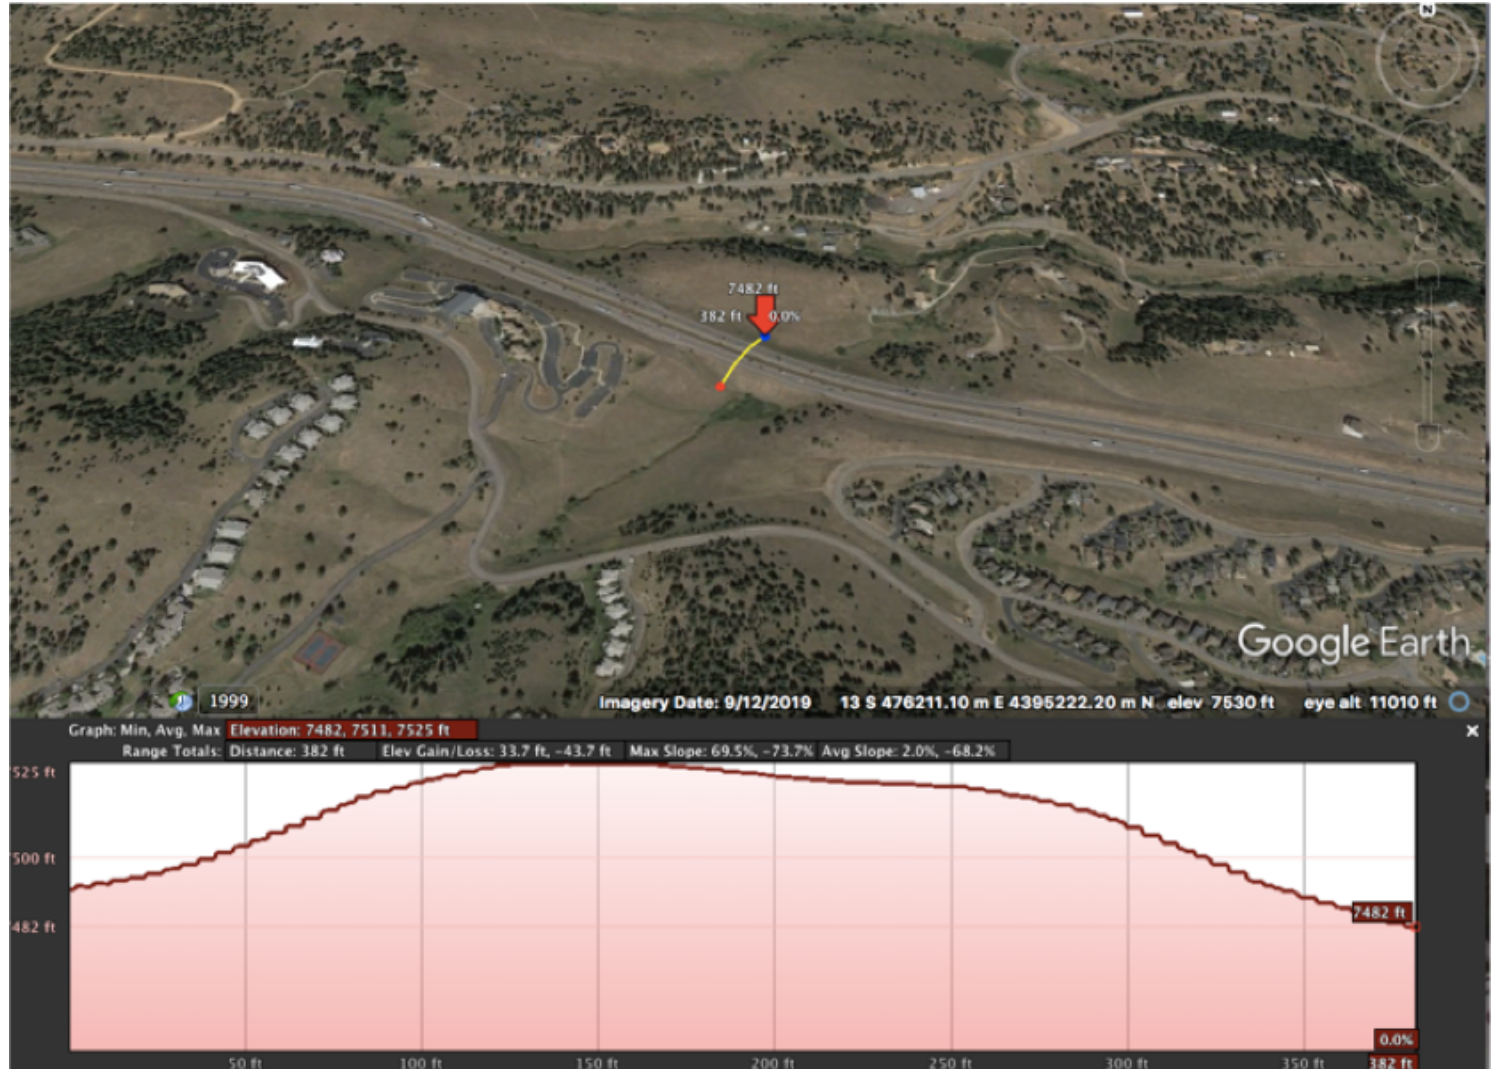 N
7482 ft
382 ft 0.0%
Google Earth
1999
Imagery Date: 9/12/2019 13 S 476211.10 m E 4395222.20 m N elev 7530 ft eye alt 11010 ft
Graph: Min, Avg, Max Elevation: 7482, 7511, 7525 ft
Range Totals: Distance: 382 ft Elev Gain/Loss: 33.7 ft, -43.7 ft Max Slope: 69.5%, -73.7% Avg Slope: 2.0%, -68.2%
525 ft
500 ft
7482 ft
482 ft
0.0%
50 ft 100 ft 150 ft 200 ft 250 ft 300 ft 350 ft 382 ft